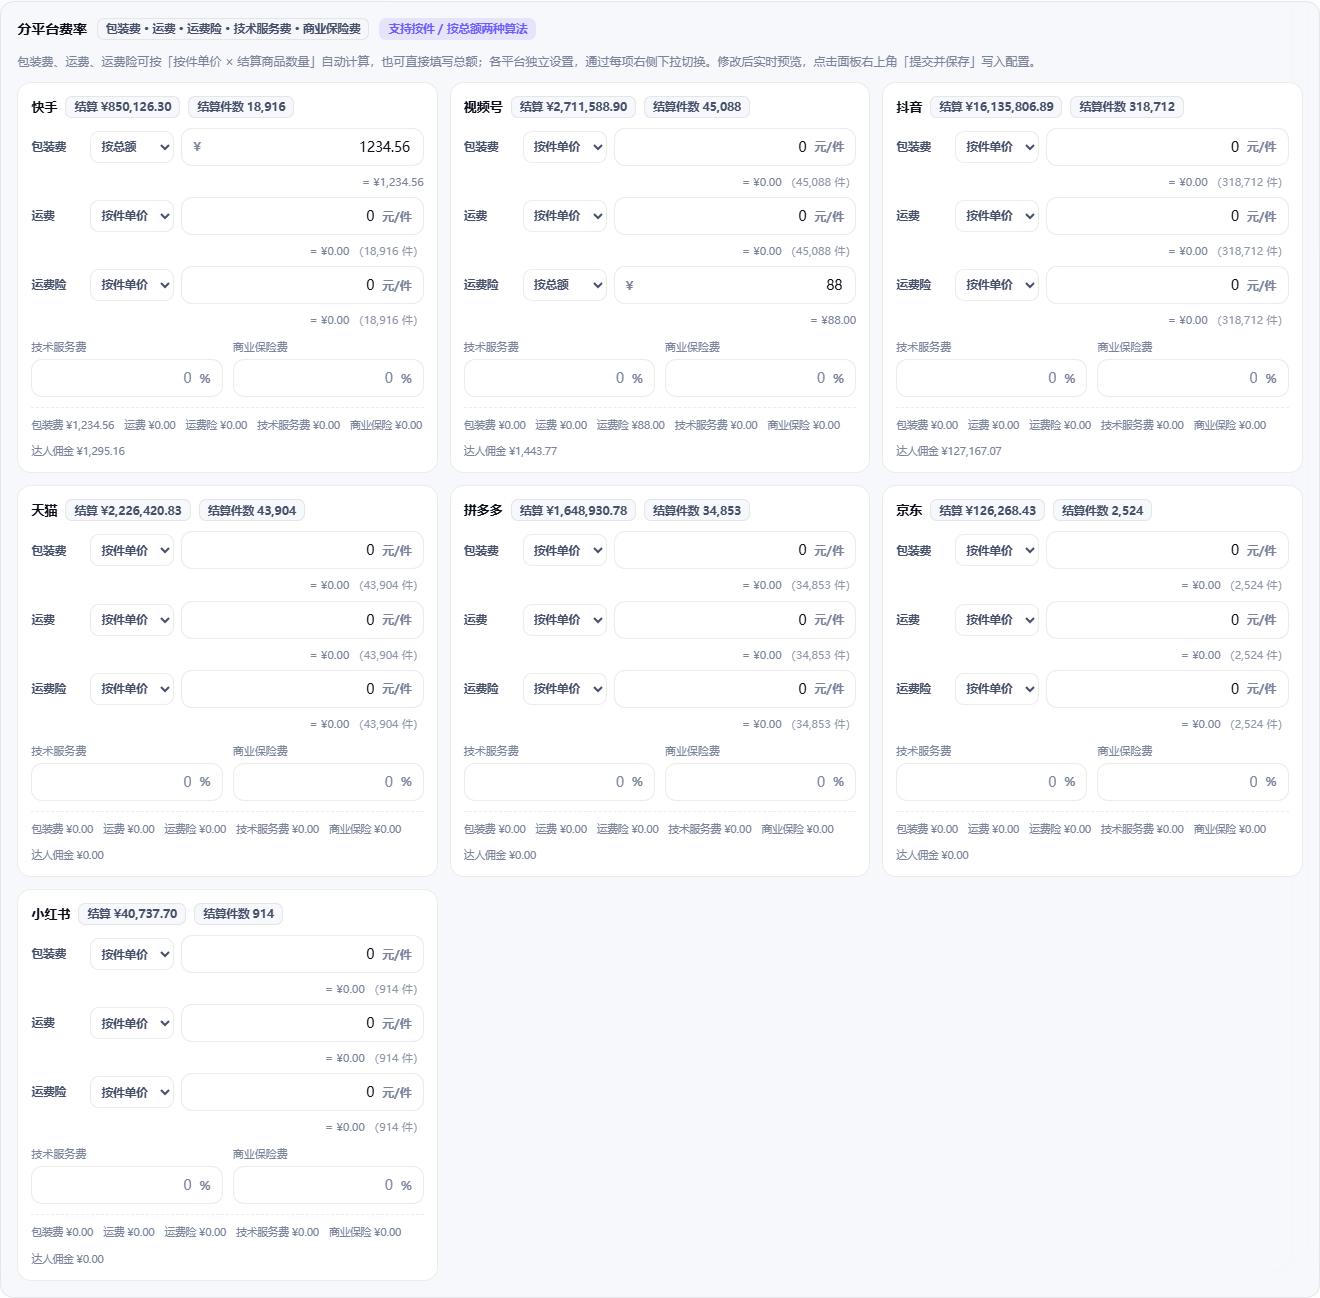 分平台费率 包装费 • 运费 • 运费险 • 技术服务费 • 商业保险费 支持按件 / 按总额两种算法
包装费、运费、运费险可按「按件单价 × 结算商品数量」自动计算，也可直接填写总额；各平台独立设置，通过每项右侧下拉切换。修改后实时预览，点击面板右上角「提交并保存」写入配置。
快手 结算 ¥850,126.30 结算件数 18,916
包装费 按总额 ¥ 1234.56
= ¥1,234.56
运费 按件单价 0 元/件
= ¥0.00 (18,916 件)
运费险 按件单价 0 元/件
= ¥0.00 (18,916 件)
技术服务费 商业保险费
0 % 0 %
包装费 ¥1,234.56 运费 ¥0.00 运费险 ¥0.00 技术服务费 ¥0.00 商业保险 ¥0.00
达人佣金 ¥1,295.16
视频号 结算 ¥2,711,588.90 结算件数 45,088
包装费 按件单价 0 元/件
= ¥0.00 (45,088 件)
运费 按件单价 0 元/件
= ¥0.00 (45,088 件)
运费险 按总额 ¥ 88
= ¥88.00
技术服务费 商业保险费
0 % 0 %
包装费 ¥0.00 运费 ¥0.00 运费险 ¥88.00 技术服务费 ¥0.00 商业保险 ¥0.00
达人佣金 ¥1,443.77
抖音 结算 ¥16,135,806.89 结算件数 318,712
包装费 按件单价 0 元/件
= ¥0.00 (318,712 件)
运费 按件单价 0 元/件
= ¥0.00 (318,712 件)
运费险 按件单价 0 元/件
= ¥0.00 (318,712 件)
技术服务费 商业保险费
0 % 0 %
包装费 ¥0.00 运费 ¥0.00 运费险 ¥0.00 技术服务费 ¥0.00 商业保险 ¥0.00
达人佣金 ¥127,167.07
天猫 结算 ¥2,226,420.83 结算件数 43,904
包装费 按件单价 0 元/件
= ¥0.00 (43,904 件)
运费 按件单价 0 元/件
= ¥0.00 (43,904 件)
运费险 按件单价 0 元/件
= ¥0.00 (43,904 件)
技术服务费 商业保险费
0 % 0 %
包装费 ¥0.00 运费 ¥0.00 运费险 ¥0.00 技术服务费 ¥0.00 商业保险 ¥0.00
达人佣金 ¥0.00
拼多多 结算 ¥1,648,930.78 结算件数 34,853
包装费 按件单价 0 元/件
= ¥0.00 (34,853 件)
运费 按件单价 0 元/件
= ¥0.00 (34,853 件)
运费险 按件单价 0 元/件
= ¥0.00 (34,853 件)
技术服务费 商业保险费
0 % 0 %
包装费 ¥0.00 运费 ¥0.00 运费险 ¥0.00 技术服务费 ¥0.00 商业保险 ¥0.00
达人佣金 ¥0.00
京东 结算 ¥126,268.43 结算件数 2,524
包装费 按件单价 0 元/件
= ¥0.00 (2,524 件)
运费 按件单价 0 元/件
= ¥0.00 (2,524 件)
运费险 按件单价 0 元/件
= ¥0.00 (2,524 件)
技术服务费 商业保险费
0 % 0 %
包装费 ¥0.00 运费 ¥0.00 运费险 ¥0.00 技术服务费 ¥0.00 商业保险 ¥0.00
达人佣金 ¥0.00
小红书 结算 ¥40,737.70 结算件数 914
包装费 按件单价 0 元/件
= ¥0.00 (914 件)
运费 按件单价 0 元/件
= ¥0.00 (914 件)
运费险 按件单价 0 元/件
= ¥0.00 (914 件)
技术服务费 商业保险费
0 % 0 %
包装费 ¥0.00 运费 ¥0.00 运费险 ¥0.00 技术服务费 ¥0.00 商业保险 ¥0.00
达人佣金 ¥0.00